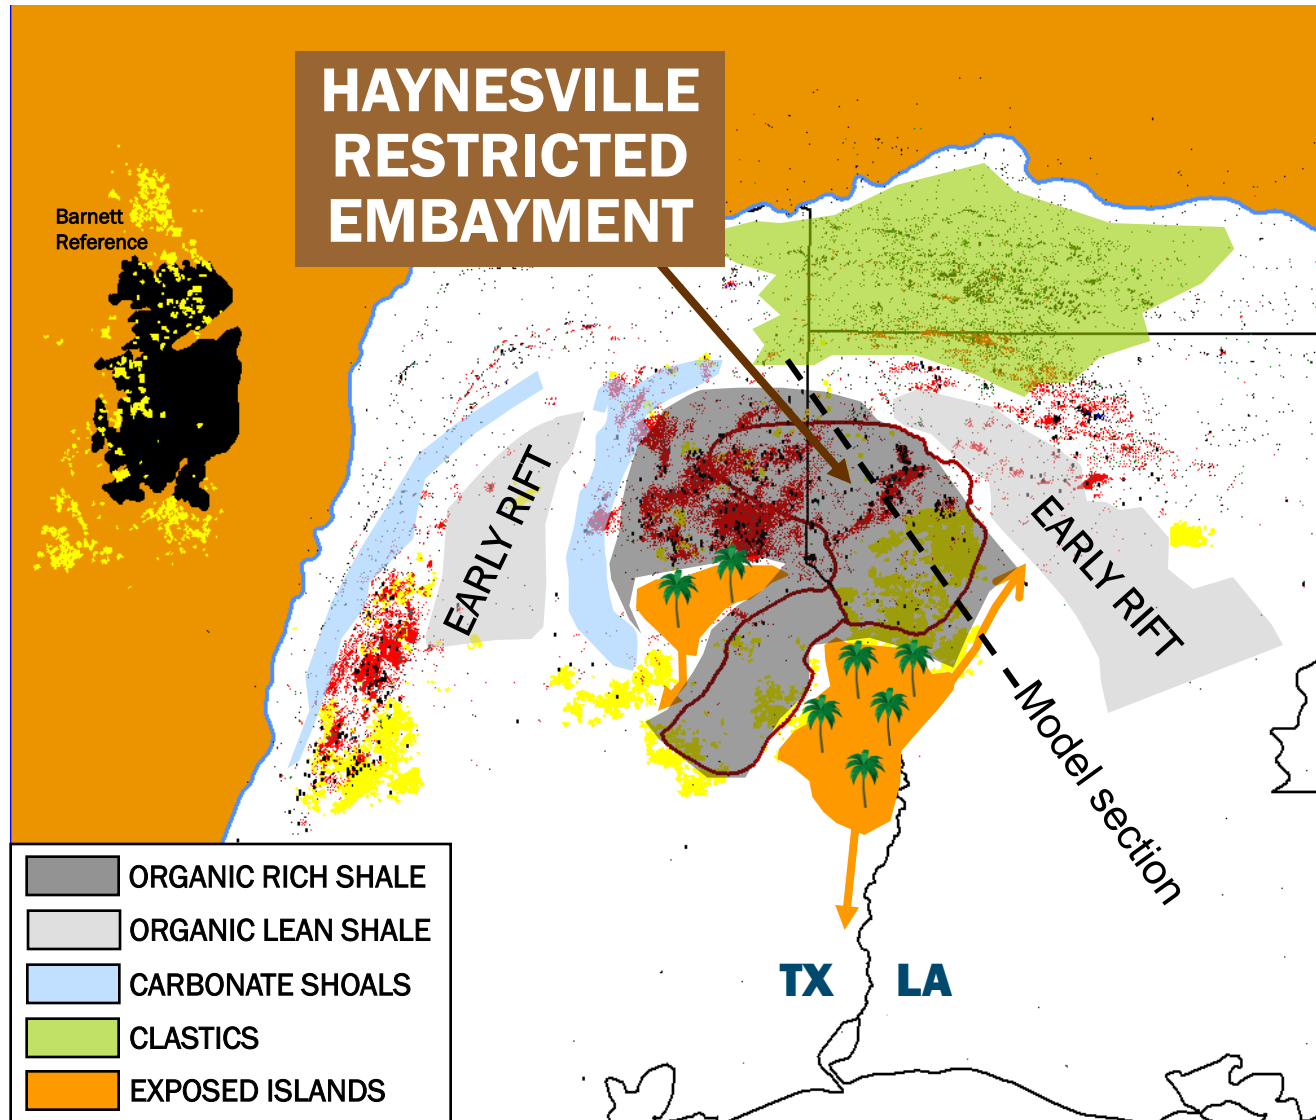 HAYNESVILLE
RESTRICTED
EMBAYMENT
Barnett
Reference
EARLY RIFT
EARLY RIFT
Model section
TX
LA
ORGANIC RICH SHALE
ORGANIC LEAN SHALE
CARBONATE SHOALS
CLASTICS
EXPOSED ISLANDS